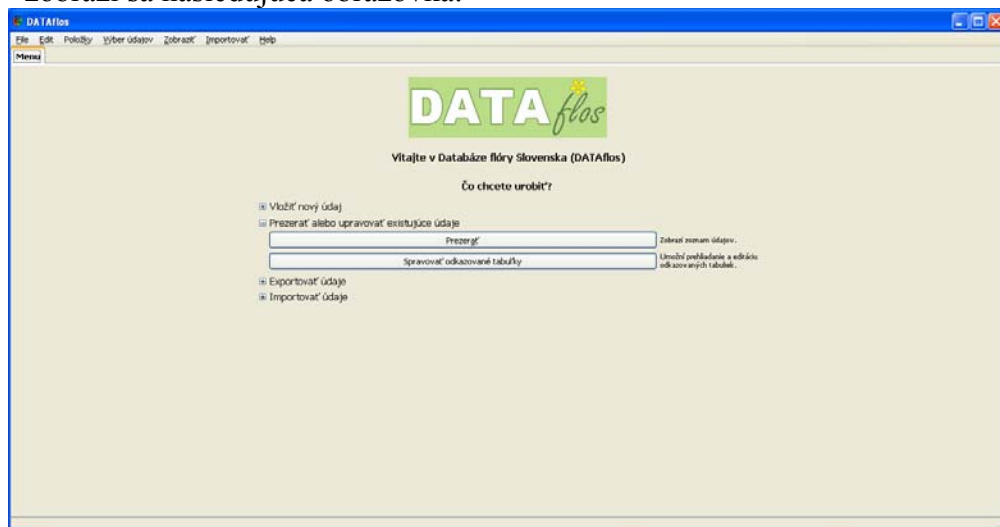 zobrazí sa nasledujúca obrazovka:
DATAflos
File Edit Položky Výber údajov Zobraziť Importovať Help
Menu
DATA flos
Vitajte v Databáze flóry Slovenska (DATAflos)
Čo chcete urobiť?
Vložiť nový údaj
Prezerať alebo upravovať existujúce údaje
Prezerať Zobrazí zoznam údajov.
Spravovať odkazované tabuľky Umožní prehliadanie a editáciu
odkazovaných tabuliek.
Exportovať údaje
Importovať údaje